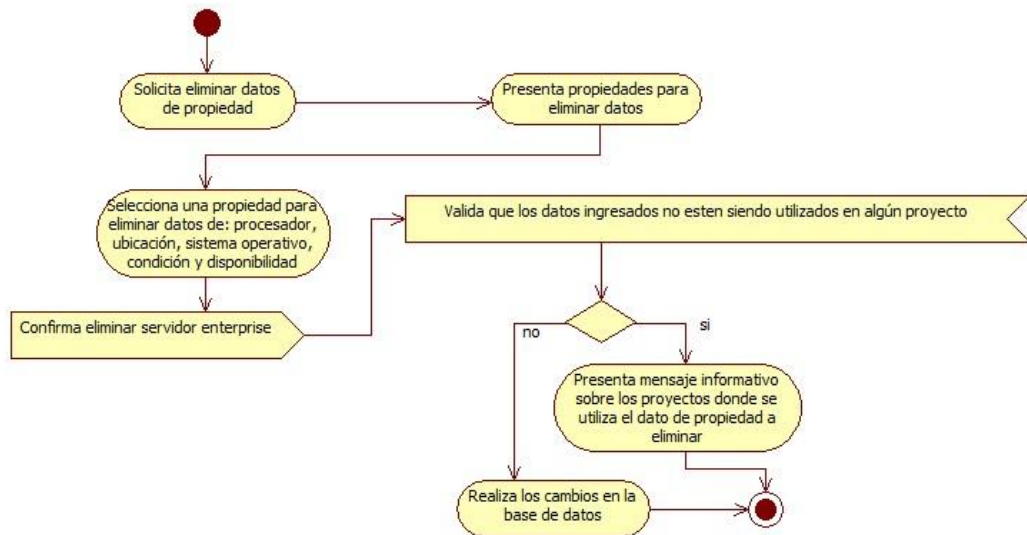 Solicita eliminar datos
de propiedad
Presenta propiedades para
eliminar datos
Selecciona una propiedad para
eliminar datos de: procesador,
ubicación, sistema operativo,
condición y disponibilidad
Valida que los datos ingresados no esten siendo utilizados en algún proyecto
Confirma eliminar servidor enterprise
no
si
Presenta mensaje informativo
sobre los proyectos donde se
utiliza el dato de propiedad a
eliminar
Realiza los cambios en la
base de datos